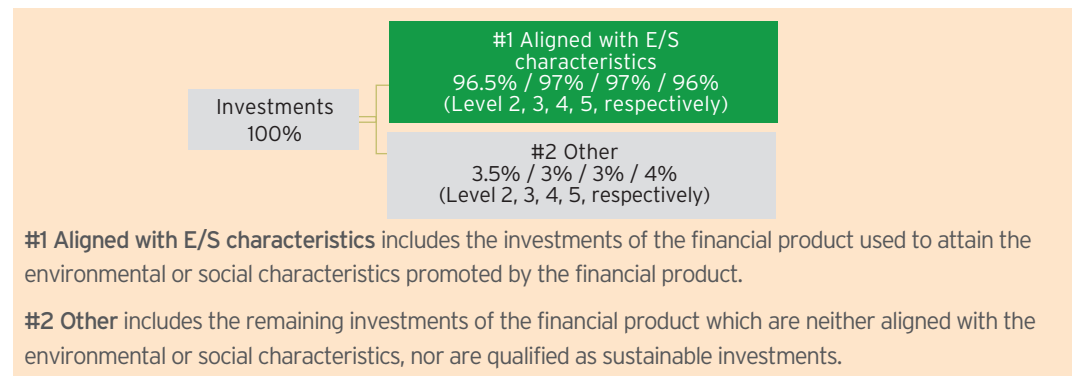 #1 Aligned with E/S
characteristics
96.5% / 97% / 97% / 96%
(Level 2, 3, 4, 5, respectively)
Investments
100%
#2 Other
3.5% / 3% / 3% / 4%
(Level 2, 3, 4, 5, respectively)
#1 Aligned with E/S characteristics includes the investments of the financial product used to attain the
environmental or social characteristics promoted by the financial product.
#2 Other includes the remaining investments of the financial product which are neither aligned with the
environmental or social characteristics, nor are qualified as sustainable investments.